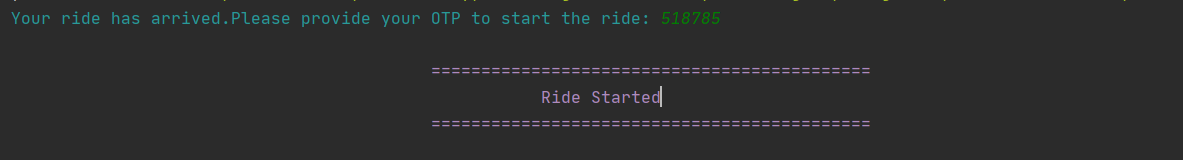 Your ride has arrived.Please provide your OTP to start the ride: 518785
============================================
Ride Started
============================================